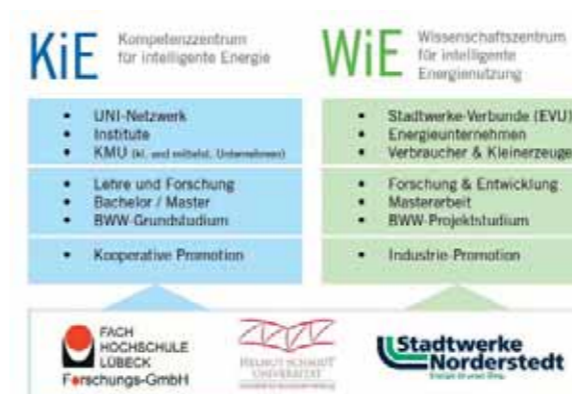 KiE Kompetenzzentrum
für intelligente Energie
• UNI-Netzwerk
• Institute
• KMU (kl. und mittelst. Unternehmen)
• Lehre und Forschung
• Bachelor / Master
• BWW-Grundstudium
• Kooperative Promotion
WiE Wissenschaftszentrum
für intelligente
Energienutzung
• Stadtwerke-Verbunde (EVU)
• Energieunternehmen
• Verbraucher & Kleinerzeuge
• Forschung & Entwicklung
• Masterarbeit
• BWW-Projektstudium
• Industrie-Promotion
FACH
HOCHSCHULE
LÜBECK
Forschungs-GmbH
HELMUT SCHMIDT
UNIVERSITÄT
Stadtwerke
Norderstedt